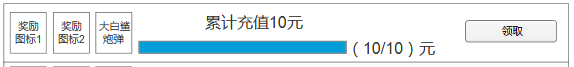 奖励
图标1
奖励
图标2
大白鲨
炮弹
累计充值10元
（10/10）元
领取